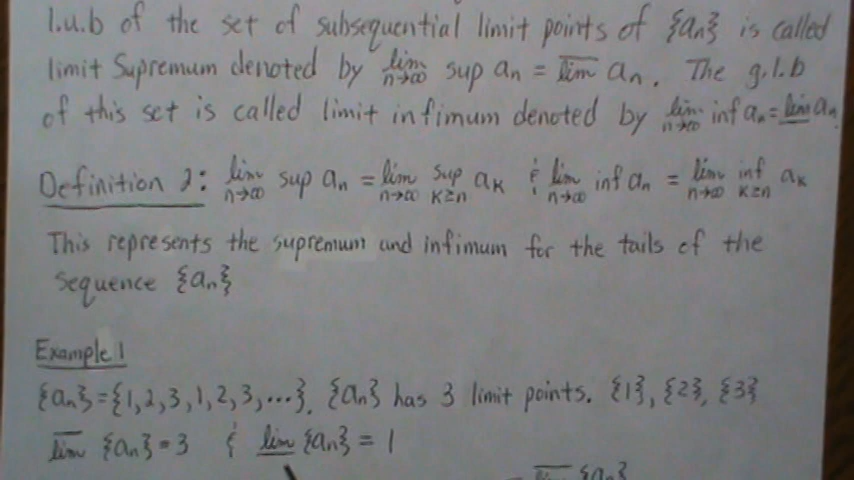 l.u.b of the set of subsequential limit points of {an} is called
limit Supremum denoted by lim n→∞ sup an = l̅i̅m̅ an. The g.l.b
of this set is called limit infimum denoted by lim n→∞ inf an = l̲i̲m̲ an.
Definition 2: lim n→∞ sup an = lim n→∞ sup K≥n aK & lim n→∞ inf an = lim n→∞ inf K≥n aK
This represents the supremum and infimum for the tails of the
sequence {an}
Example 1
{an}={1,2,3,1,2,3,...}. {an} has 3 limit points. {1}, {2}, {3}
l̅i̅m̅ {an} = 3 & l̲i̲m̲ {an} = 1
l̅i̅m̅ {an}